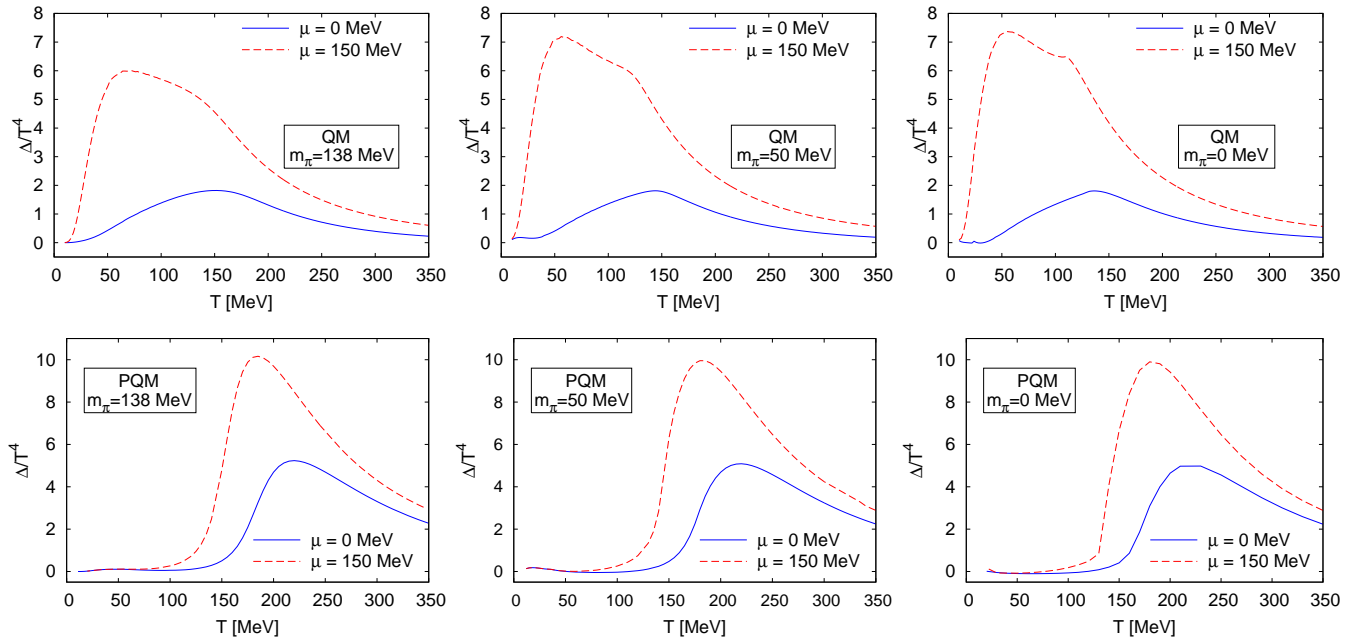 8
7
6
5
4
3
2
1
0
0 50 100 150 200 250 300 350
Δ/T⁴
T [MeV]
μ = 0 MeV
μ = 150 MeV
QM
mπ=138 MeV
8
7
6
5
4
3
2
1
0
0 50 100 150 200 250 300 350
Δ/T⁴
T [MeV]
μ = 0 MeV
μ = 150 MeV
QM
mπ=50 MeV
8
7
6
5
4
3
2
1
0
0 50 100 150 200 250 300 350
Δ/T⁴
T [MeV]
μ = 0 MeV
μ = 150 MeV
QM
mπ=0 MeV
10
8
6
4
2
0
0 50 100 150 200 250 300 350
Δ/T⁴
T [MeV]
PQM
mπ=138 MeV
μ = 0 MeV
μ = 150 MeV
10
8
6
4
2
0
0 50 100 150 200 250 300 350
Δ/T⁴
T [MeV]
PQM
mπ=50 MeV
μ = 0 MeV
μ = 150 MeV
10
8
6
4
2
0
0 50 100 150 200 250 300 350
Δ/T⁴
T [MeV]
PQM
mπ=0 MeV
μ = 0 MeV
μ = 150 MeV